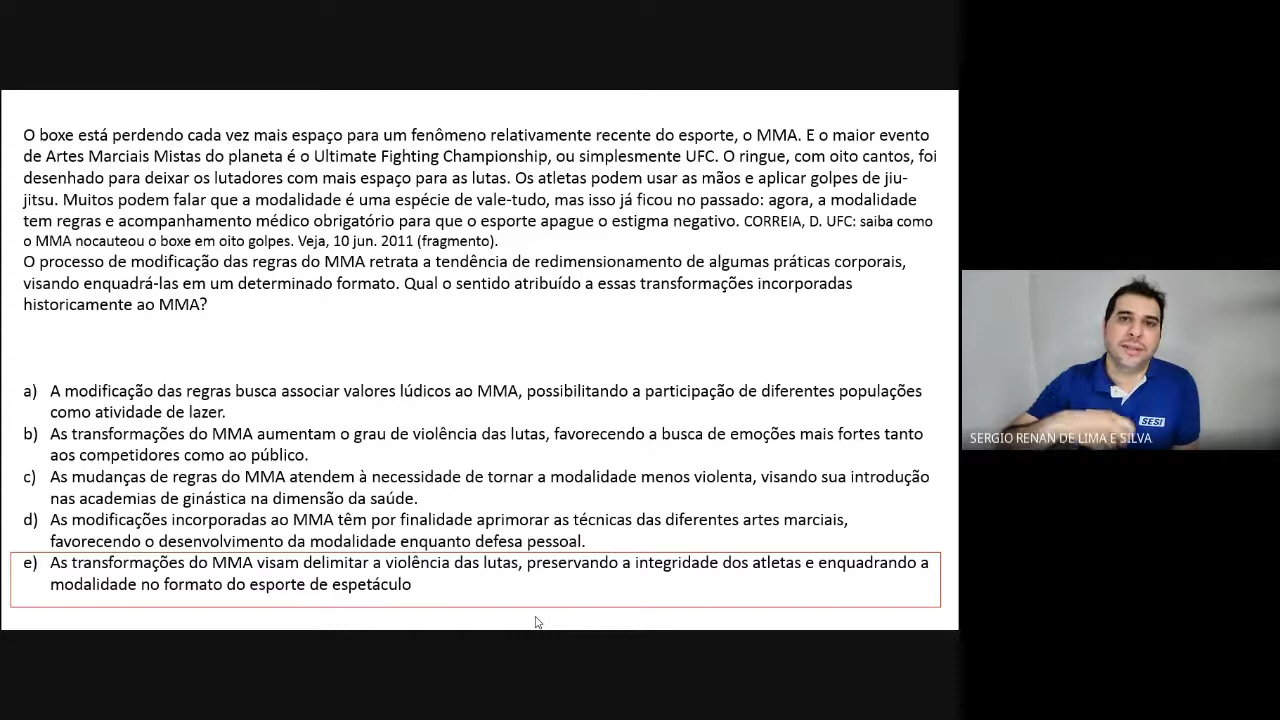 O boxe está perdendo cada vez mais espaço para um fenômeno relativamente recente do esporte, o MMA. E o maior evento
de Artes Marciais Mistas do planeta é o Ultimate Fighting Championship, ou simplesmente UFC. O ringue, com oito cantos, foi
desenhado para deixar os lutadores com mais espaço para as lutas. Os atletas podem usar as mãos e aplicar golpes de jiu-
jitsu. Muitos podem falar que a modalidade é uma espécie de vale-tudo, mas isso já ficou no passado: agora, a modalidade
tem regras e acompanhamento médico obrigatório para que o esporte apague o estigma negativo. CORREIA, D. UFC: saiba como
o MMA nocauteou o boxe em oito golpes. Veja, 10 jun. 2011 (fragmento).
O processo de modificação das regras do MMA retrata a tendência de redimensionamento de algumas práticas corporais,
visando enquadrá-las em um determinado formato. Qual o sentido atribuído a essas transformações incorporadas
historicamente ao MMA?
a) A modificação das regras busca associar valores lúdicos ao MMA, possibilitando a participação de diferentes populações
como atividade de lazer.
b) As transformações do MMA aumentam o grau de violência das lutas, favorecendo a busca de emoções mais fortes tanto
aos competidores como ao público.
c) As mudanças de regras do MMA atendem à necessidade de tornar a modalidade menos violenta, visando sua introdução
nas academias de ginástica na dimensão da saúde.
d) As modificações incorporadas ao MMA têm por finalidade aprimorar as técnicas das diferentes artes marciais,
favorecendo o desenvolvimento da modalidade enquanto defesa pessoal.
e) As transformações do MMA visam delimitar a violência das lutas, preservando a integridade dos atletas e enquadrando a
modalidade no formato do esporte de espetáculo
SESI
SERGIO RENAN DE LIMA E SILVA